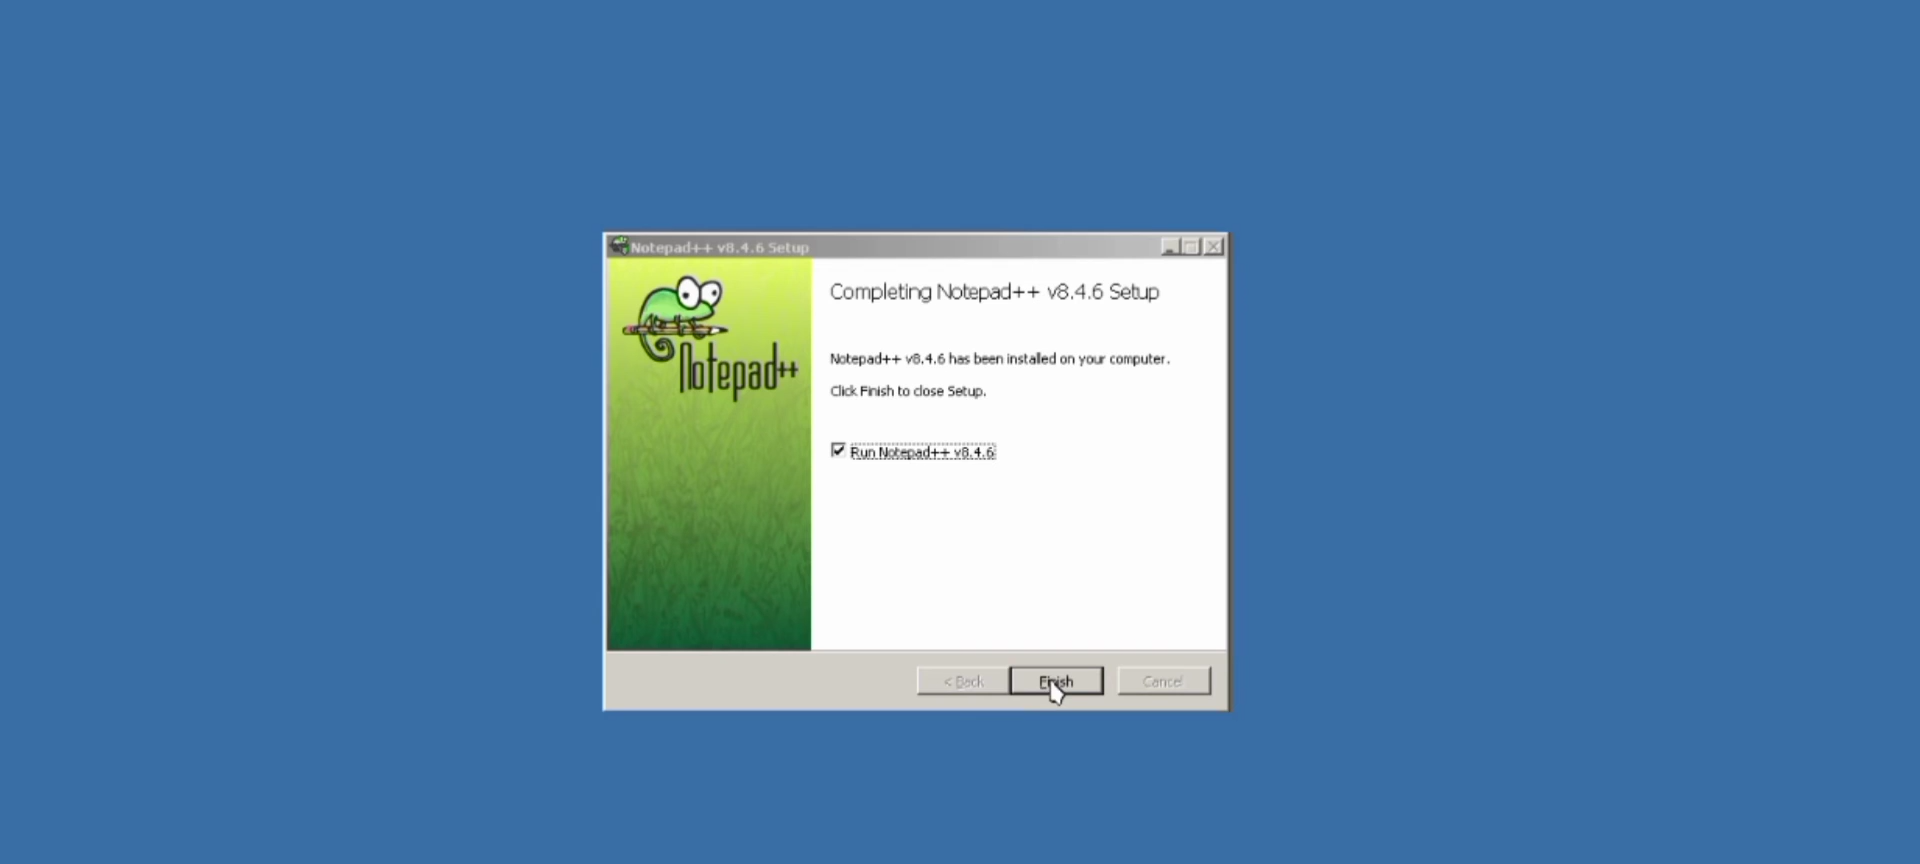 Notepad++ v8.4.6 Setup
Notepad++
Completing Notepad++ v8.4.6 Setup
Notepad++ v8.4.6 has been installed on your computer.
Click Finish to close Setup.
Run Notepad++ v8.4.6
< Back
Finish
Cancel